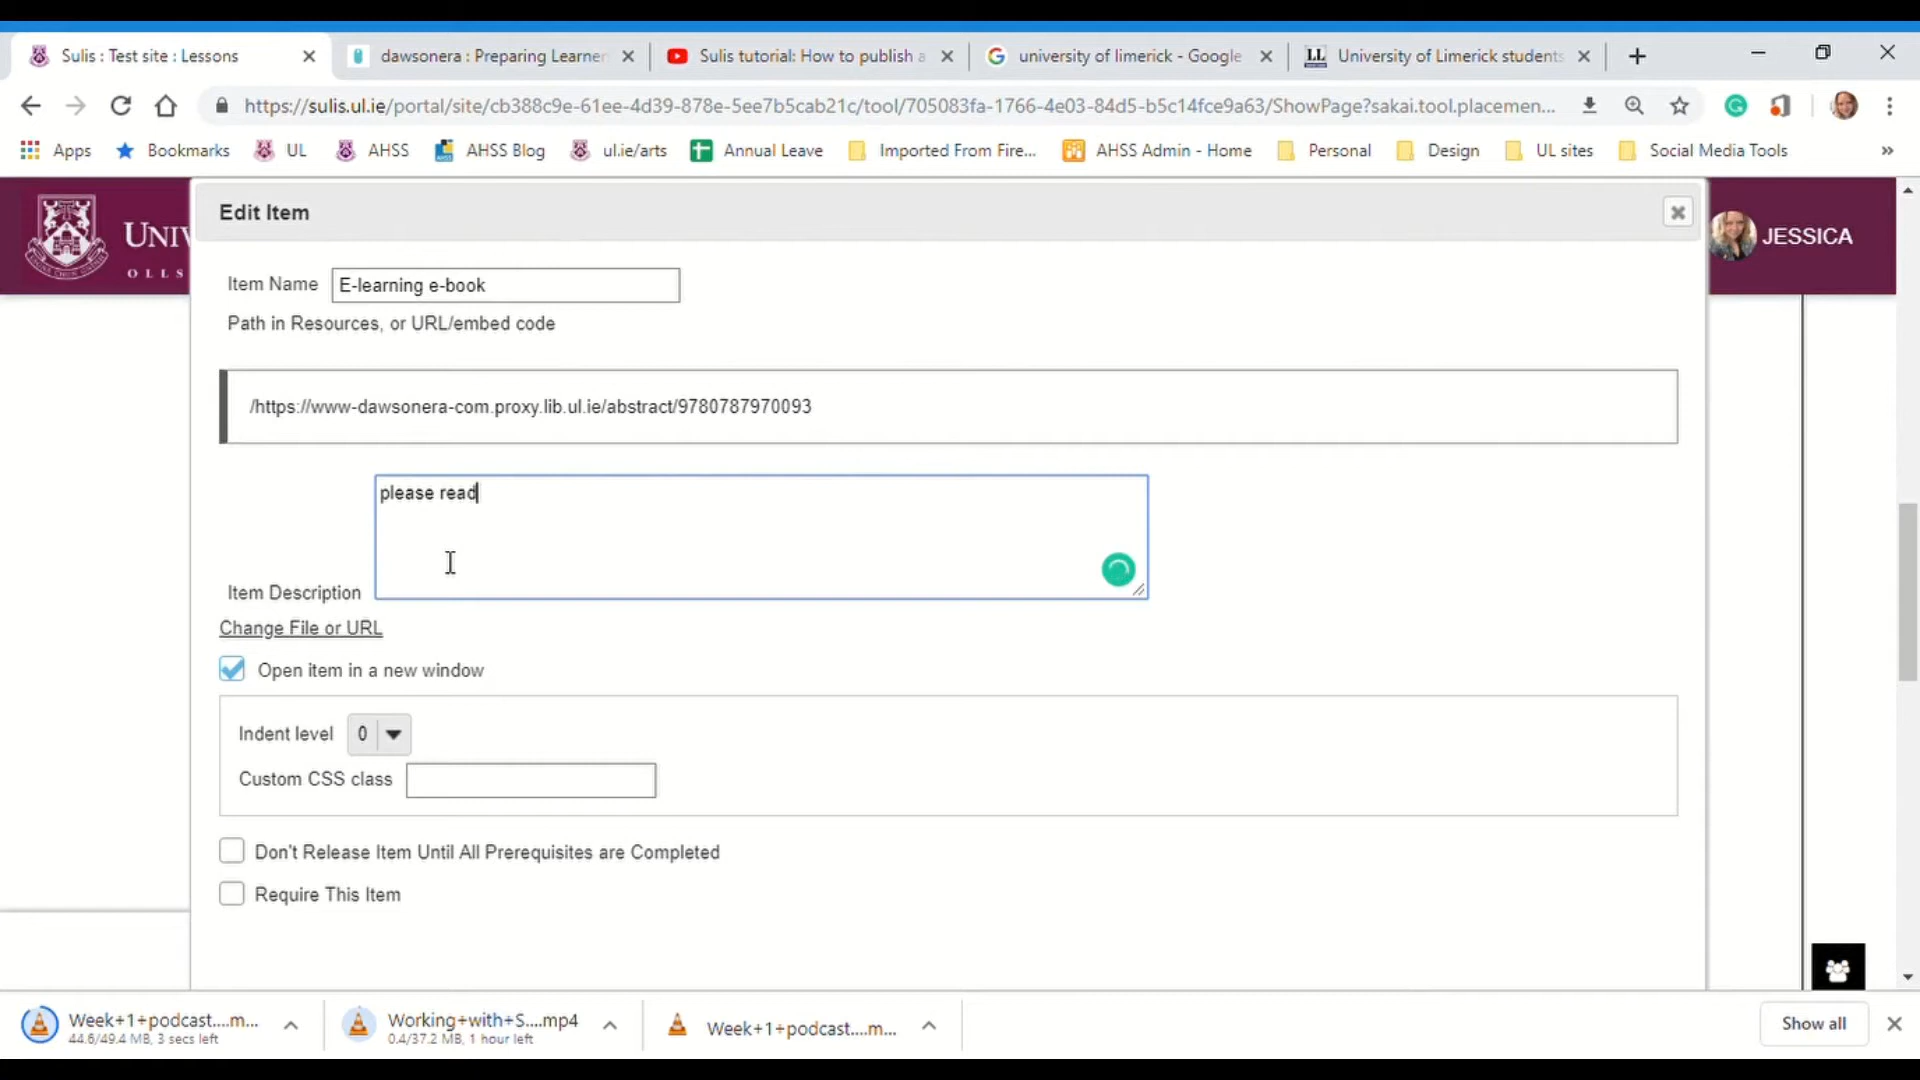 Sulis : Test site : Lessons
dawsonera : Preparing Learner
Sulis tutorial: How to publish a
university of limerick - Google
University of Limerick students
https://sulis.ul.ie/portal/site/cb388c9e-61ee-4d39-878e-5ee7b5cab21c/tool/705083fa-1766-4e03-84d5-b5c14fce9a63/ShowPage?sakai.tool.placemen...
Apps
Bookmarks
UL
AHSS
AHSS Blog
ul.ie/arts
Annual Leave
Imported From Fire...
AHSS Admin - Home
Personal
Design
UL sites
Social Media Tools
»
UNIV
OLLS
JESSICA
Edit Item
Item Name
E-learning e-book
Path in Resources, or URL/embed code
/https://www-dawsonera-com.proxy.lib.ul.ie/abstract/9780787970093
please read
Item Description
Change File or URL
Open item in a new window
Indent level
0
Custom CSS class
Don't Release Item Until All Prerequisites are Completed
Require This Item
Week+1+podcast....m...
44.6/49.4 MB, 3 secs left
Working+with+S....mp4
0.4/37.2 MB, 1 hour left
Week+1+podcast....m...
Show all